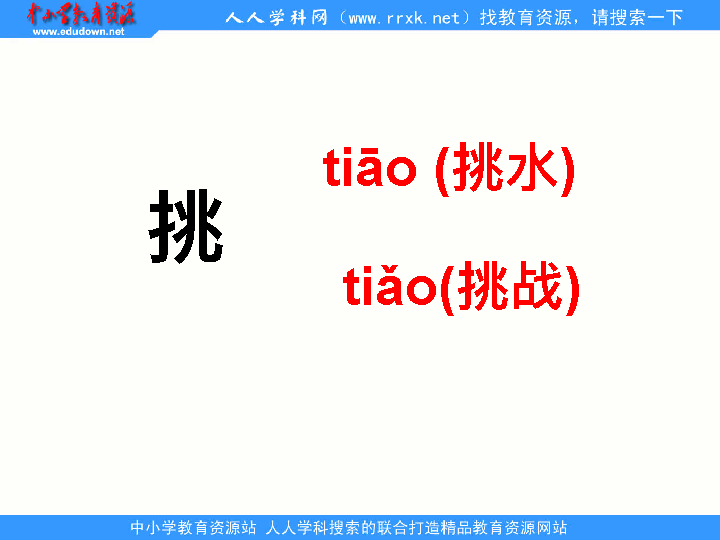 中小学教育资源
www.edudown.net
人人学科网（www.rrxk.net）找教育资源，请搜索一下
tiāo (挑水)
挑
tiǎo(挑战)
中小学教育资源站 人人学科搜索的联合打造精品教育资源网站